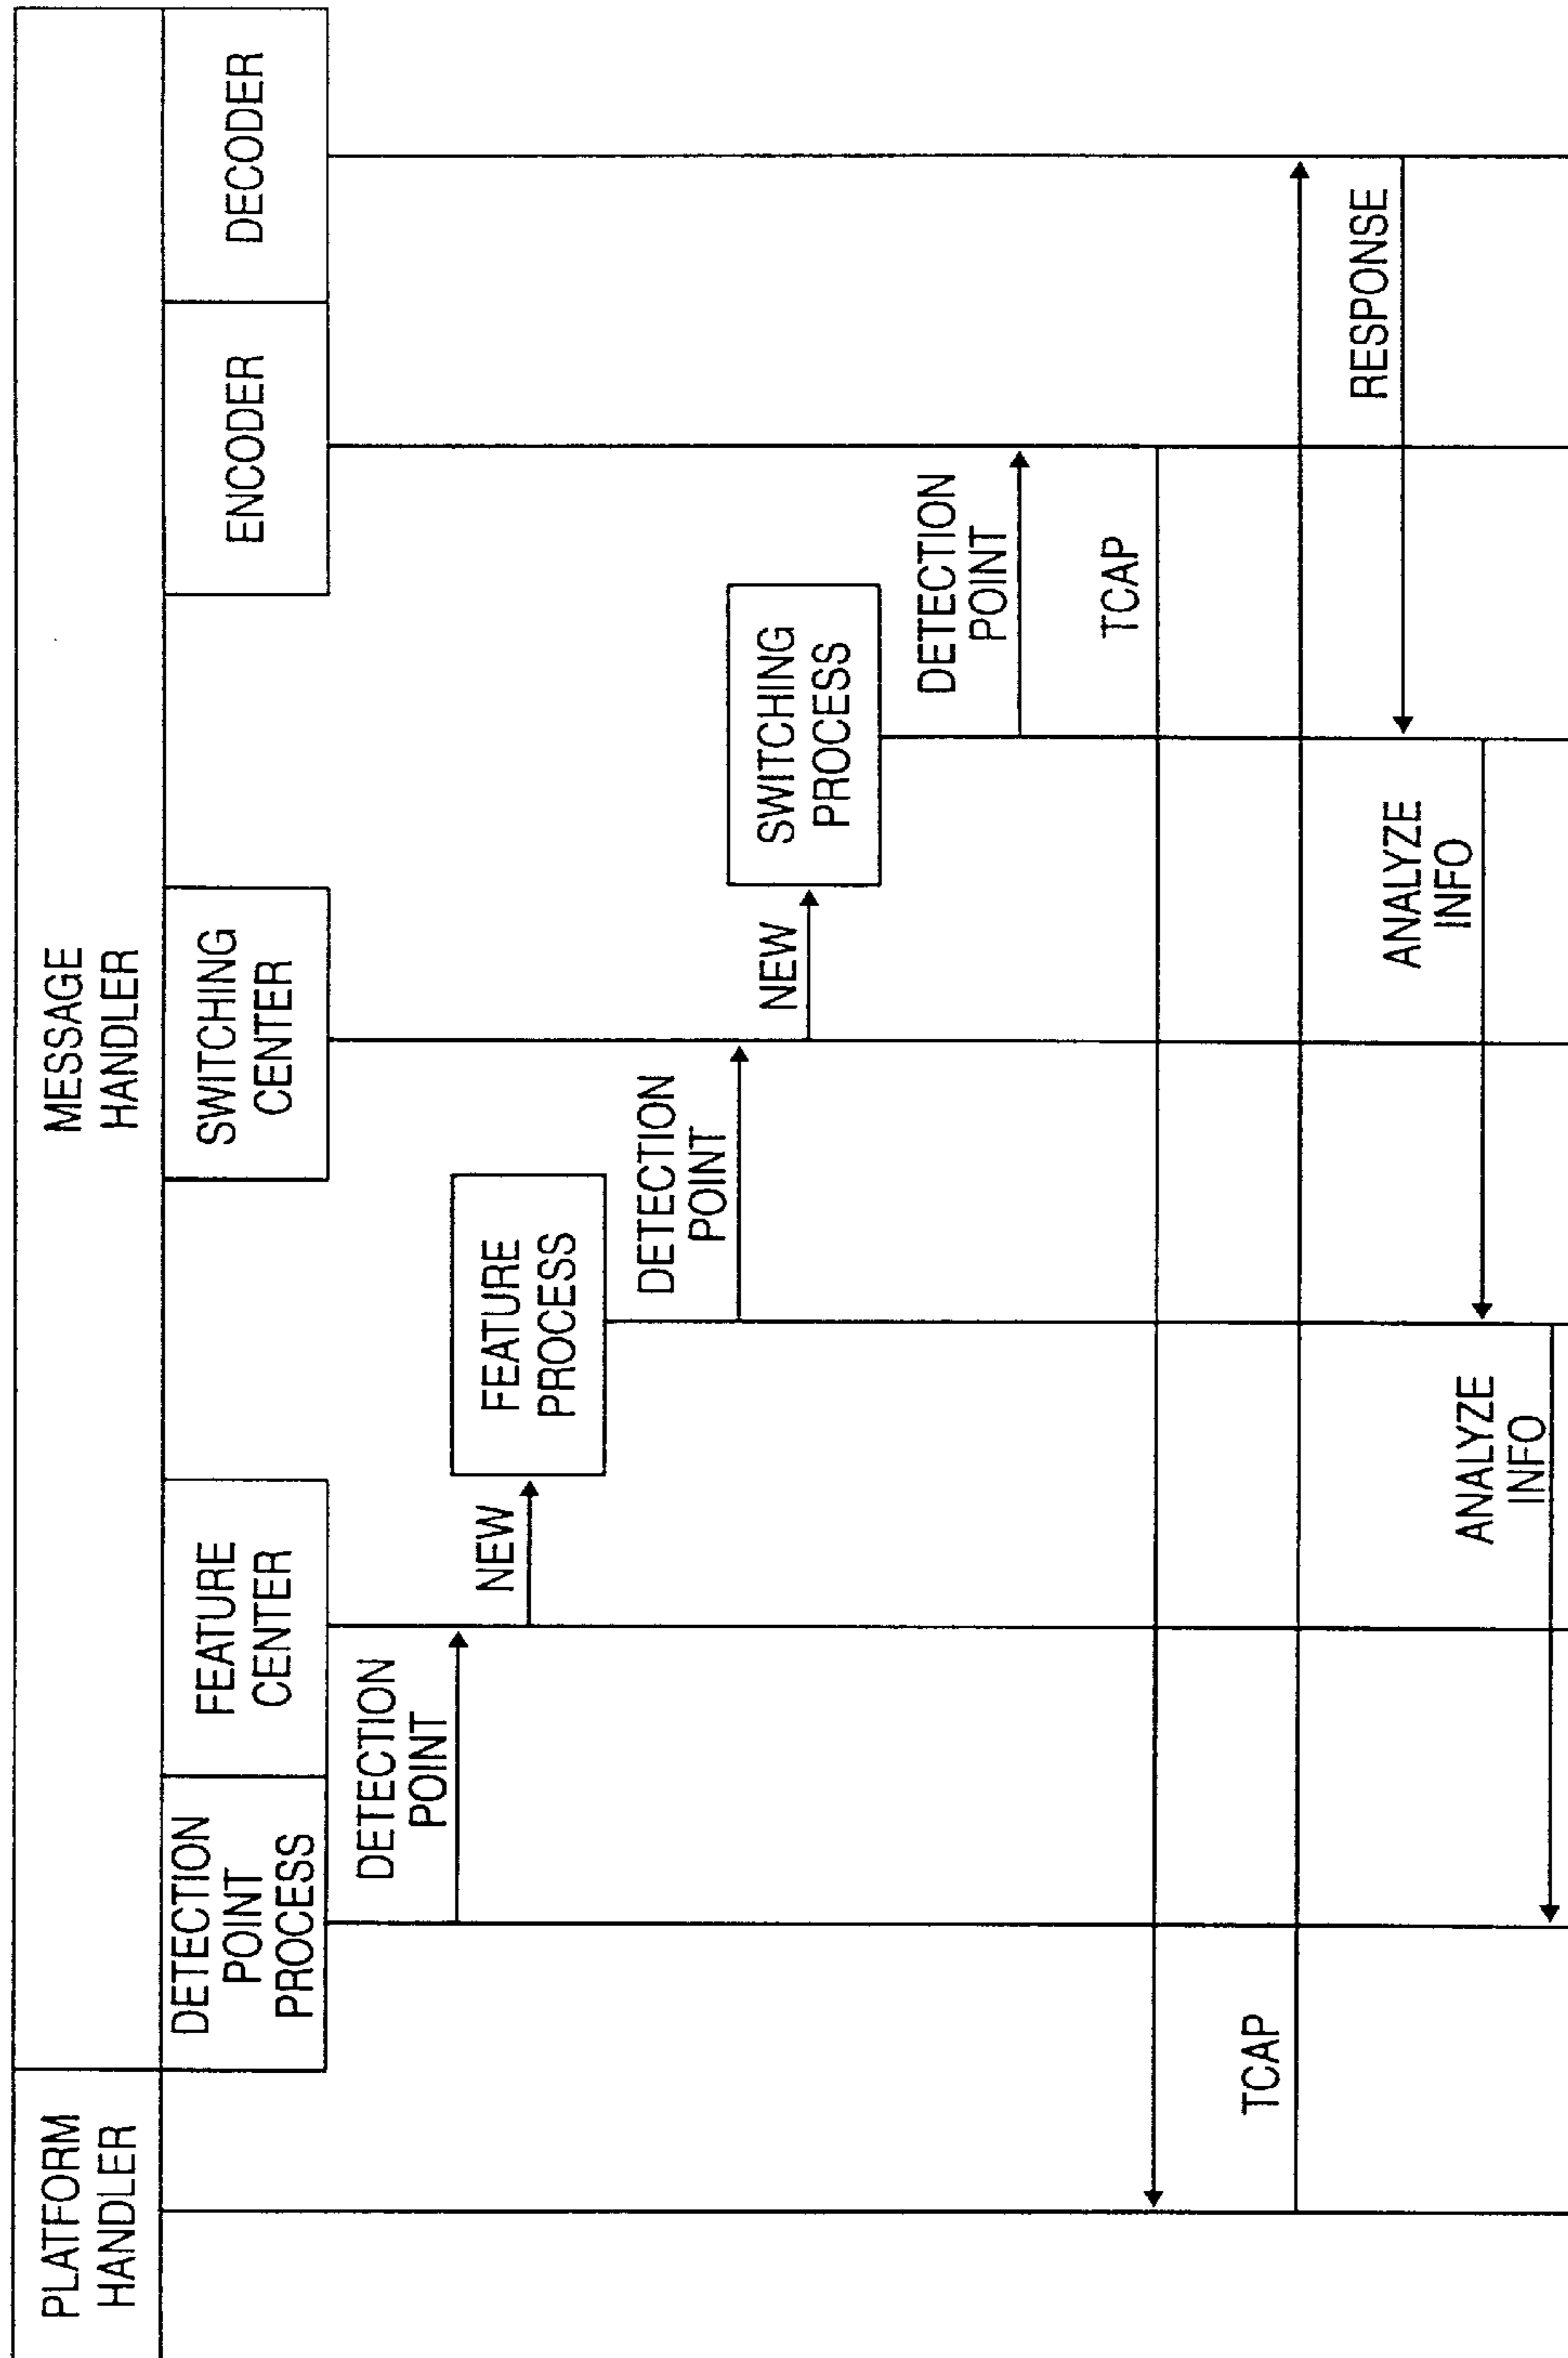 PLATFORM
HANDLER
MESSAGE
HANDLER
DETECTION
POINT
PROCESS
FEATURE
CENTER
SWITCHING
CENTER
ENCODER
DECODER
DETECTION
POINT
NEW
FEATURE
PROCESS
DETECTION
POINT
NEW
SWITCHING
PROCESS
DETECTION
POINT
TCAP
TCAP
RESPONSE
ANALYZE
INFO
ANALYZE
INFO